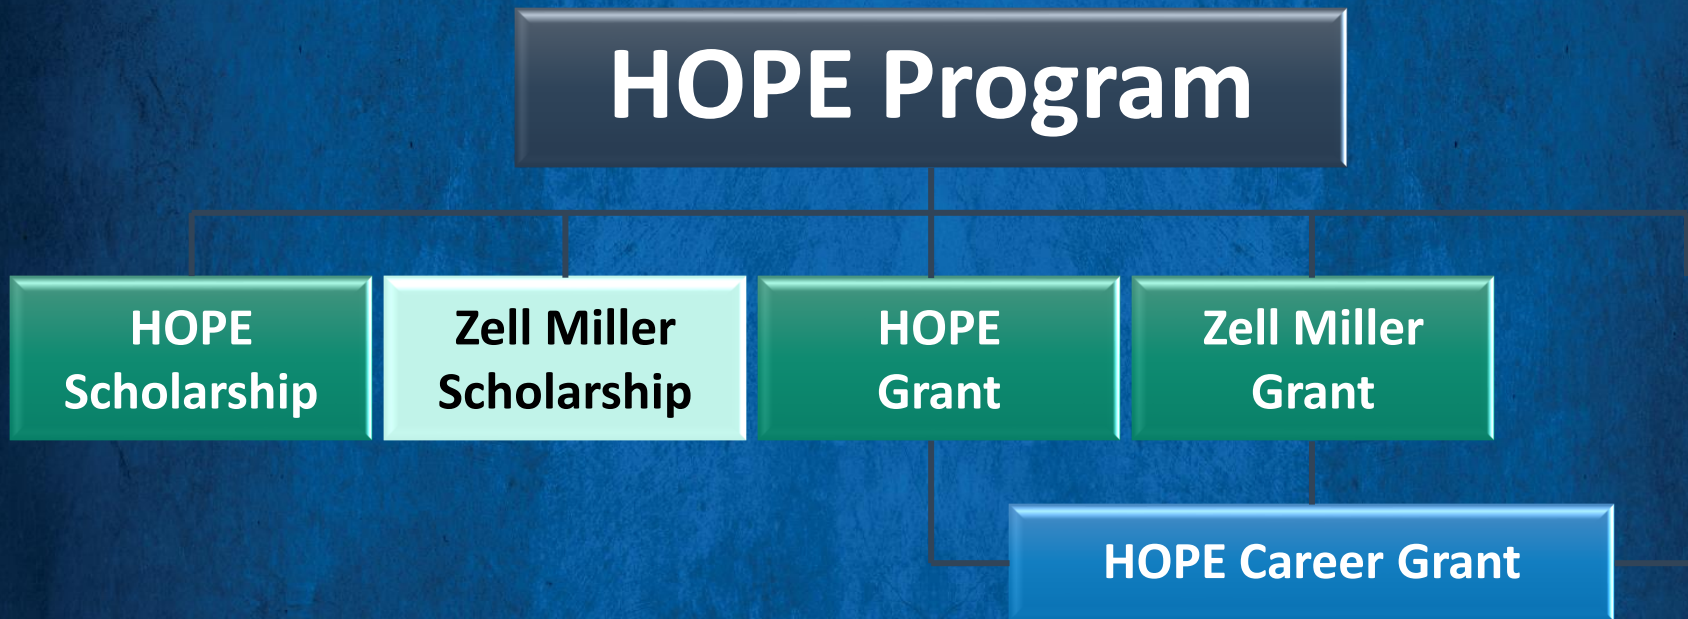 HOPE Program
HOPE
Scholarship
Zell Miller
Scholarship
HOPE
Grant
Zell Miller
Grant
HOPE Career Grant